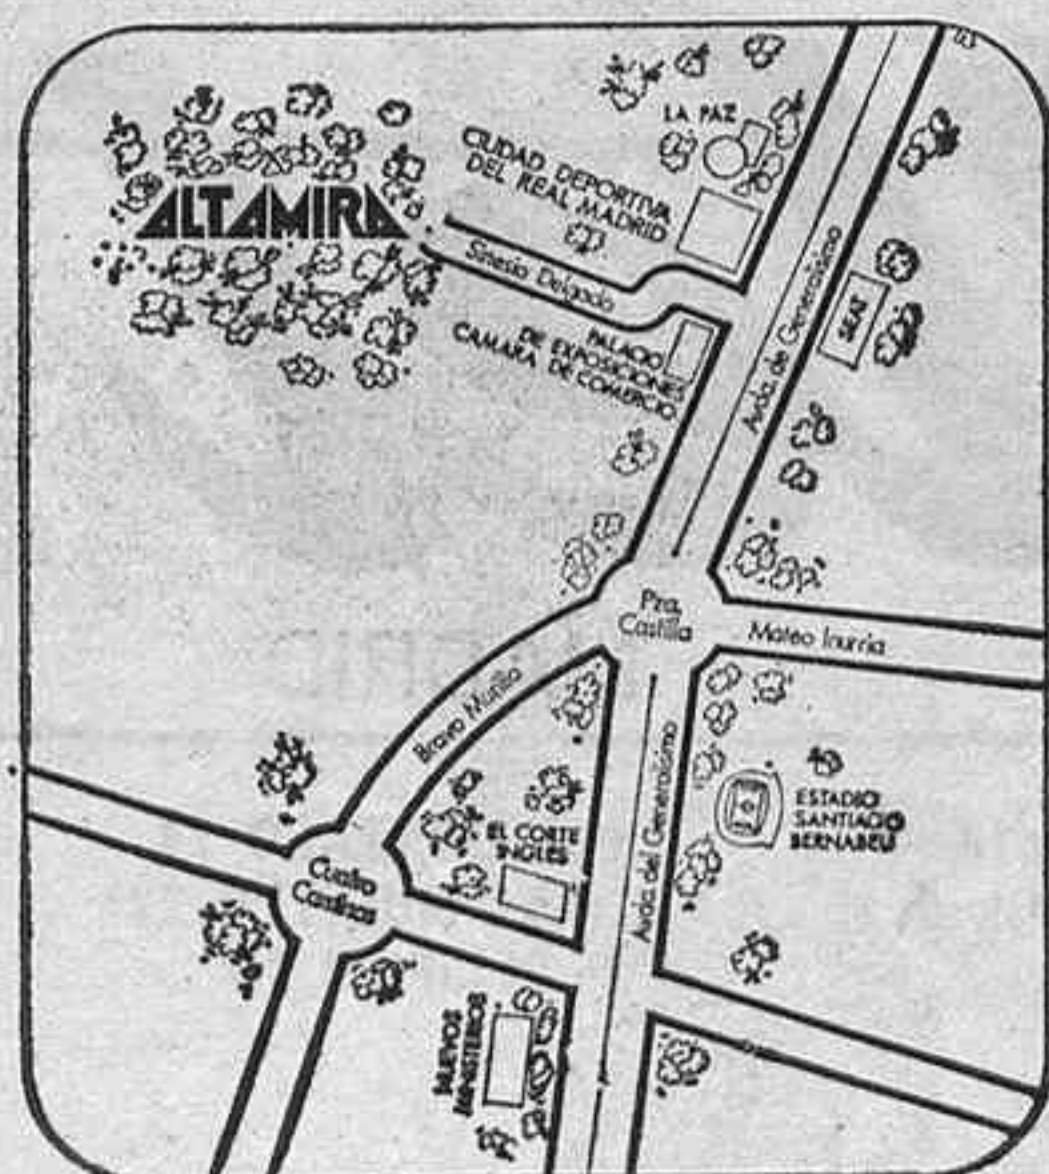 LA PAZ
CIUDAD DEPORTIVA
DEL REAL MADRID
ALTAMIRA
Sinesio Delgado
Avda. de Generalísimo
SEAT
PALACIO
DE EXPOSICIONES
CAMARA DE COMERCIO
Pza.
Castilla
Mateo Inurria
Bravo Murillo
ESTADIO
SANTIAGO
BERNABEU
EL CORTE
INGLES
Avda. del Generalísimo
Cuatro
Caminos
NUEVOS
MINISTERIOS